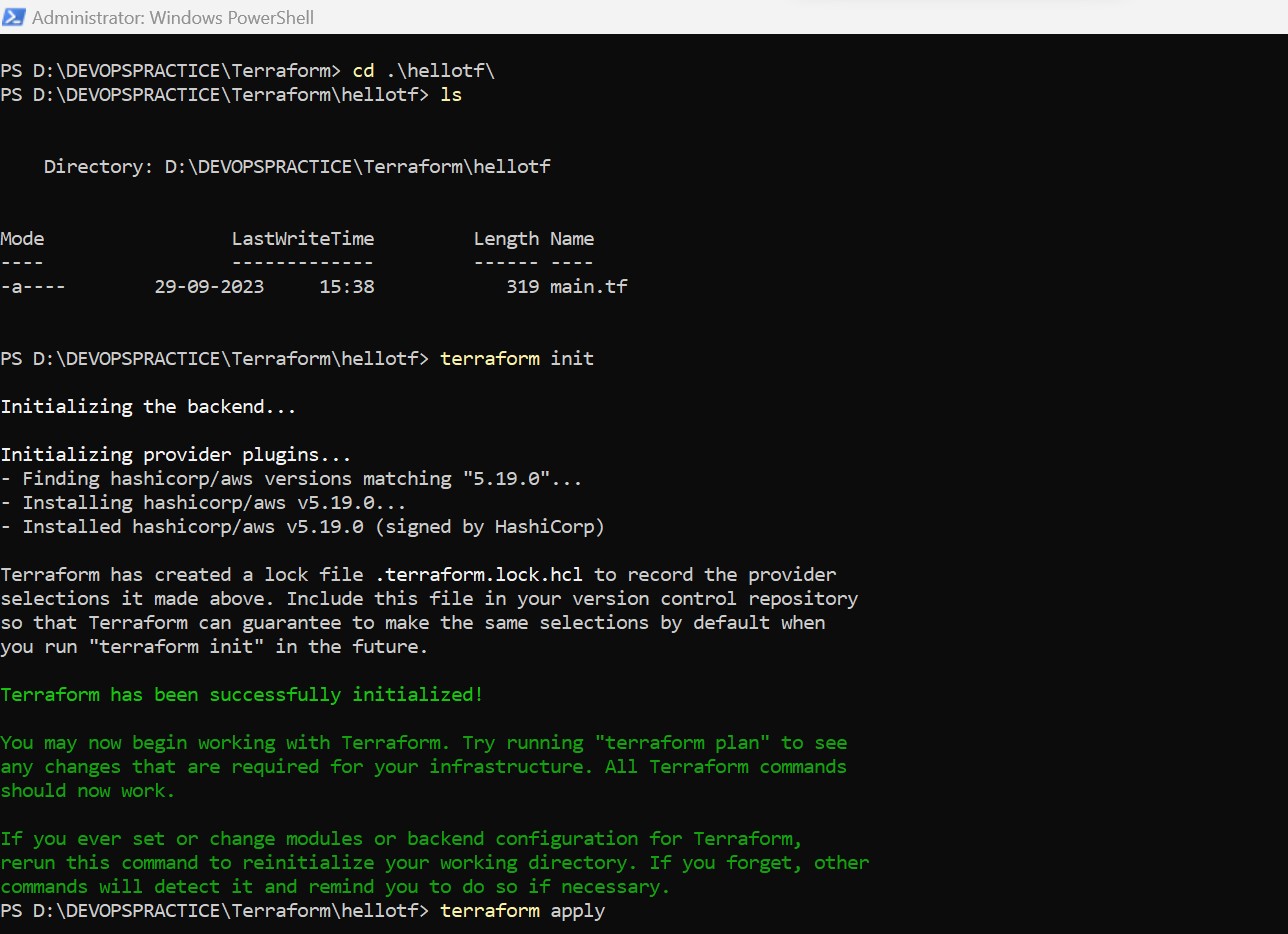 Administrator: Windows PowerShell
PS D:\DEVOPSPRACTICE\Terraform> cd .\hellotf\
PS D:\DEVOPSPRACTICE\Terraform\hellotf> ls
Directory: D:\DEVOPSPRACTICE\Terraform\hellotf
Mode LastWriteTime Length Name
---- ------------- ------ ----
-a---- 29-09-2023 15:38 319 main.tf
PS D:\DEVOPSPRACTICE\Terraform\hellotf> terraform init
Initializing the backend...
Initializing provider plugins...
- Finding hashicorp/aws versions matching "5.19.0"...
- Installing hashicorp/aws v5.19.0...
- Installed hashicorp/aws v5.19.0 (signed by HashiCorp)
Terraform has created a lock file .terraform.lock.hcl to record the provider
selections it made above. Include this file in your version control repository
so that Terraform can guarantee to make the same selections by default when
you run "terraform init" in the future.
Terraform has been successfully initialized!
You may now begin working with Terraform. Try running "terraform plan" to see
any changes that are required for your infrastructure. All Terraform commands
should now work.
If you ever set or change modules or backend configuration for Terraform,
rerun this command to reinitialize your working directory. If you forget, other
commands will detect it and remind you to do so if necessary.
PS D:\DEVOPSPRACTICE\Terraform\hellotf> terraform apply